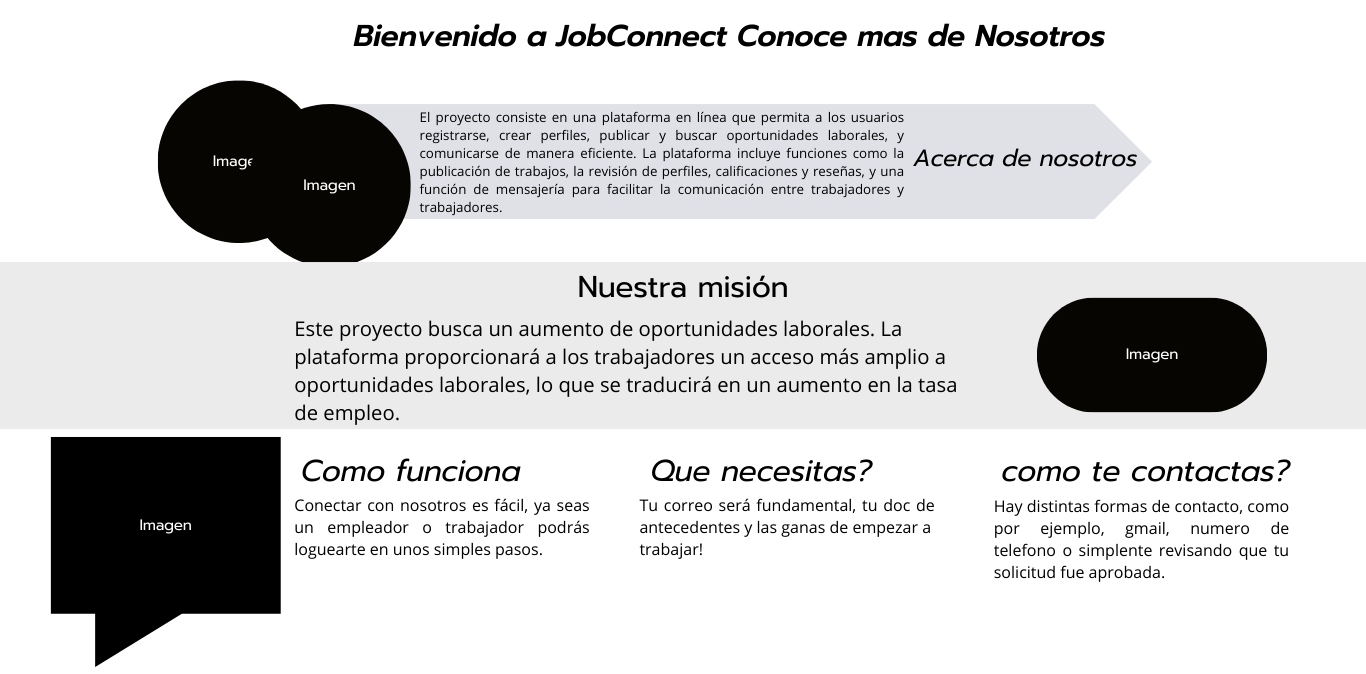 Bienvenido a JobConnect Conoce mas de Nosotros
Imagen
El proyecto consiste en una plataforma en línea que permita a los usuarios
registrarse, crear perfiles, publicar y buscar oportunidades laborales, y
comunicarse de manera eficiente. La plataforma incluye funciones como la
publicación de trabajos, la revisión de perfiles, calificaciones y reseñas, y una
función de mensajería para facilitar la comunicación entre trabajadores y
trabajadores.
Acerca de nosotros
Nuestra misión
Este proyecto busca un aumento de oportunidades laborales. La
plataforma proporcionará a los trabajadores un acceso más amplio a
oportunidades laborales, lo que se traducirá en un aumento en la tasa
de empleo.
Imagen
Imagen
Como funciona
Conectar con nosotros es fácil, ya seas
un empleador o trabajador podrás
loguearte en unos simples pasos.
Que necesitas?
Tu correo será fundamental, tu doc de
antecedentes y las ganas de empezar a
trabajar!
como te contactas?
Hay distintas formas de contacto, como
por ejemplo, gmail, numero de
telefono o simplente revisando que tu
solicitud fue aprobada.